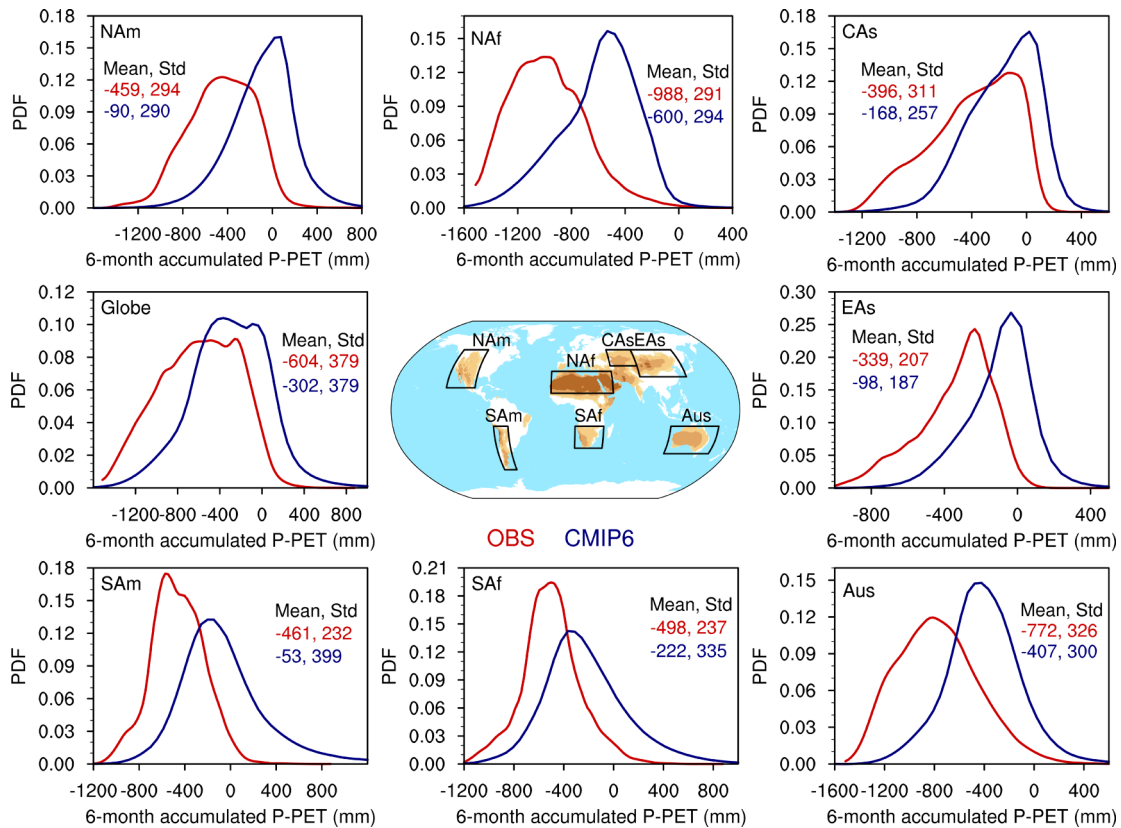 NAm
Mean, Std
-459, 294
-90, 290
PDF
0.18
0.15
0.12
0.09
0.06
0.03
0.00
-1200 -800 -400 0 400 800
6-month accumulated P-PET (mm)
NAf
Mean, Std
-988, 291
-600, 294
PDF
0.15
0.12
0.09
0.06
0.03
0.00
-1600 -1200 -800 -400 0 400
6-month accumulated P-PET (mm)
CAs
Mean, Std
-396, 311
-168, 257
PDF
0.18
0.15
0.12
0.09
0.06
0.03
0.00
-1200 -800 -400 0 400
6-month accumulated P-PET (mm)
Globe
Mean, Std
-604, 379
-302, 379
PDF
0.12
0.10
0.08
0.06
0.04
0.02
0.00
-1200 -800 -400 0 400 800
6-month accumulated P-PET (mm)
NAm
CAsEAs
NAf
SAm
SAf
Aus
OBS CMIP6
EAs
Mean, Std
-339, 207
-98, 187
PDF
0.30
0.25
0.20
0.15
0.10
0.05
0.00
-800 -400 0 400
6-month accumulated P-PET (mm)
SAm
Mean, Std
-461, 232
-53, 399
PDF
0.18
0.15
0.12
0.09
0.06
0.03
0.00
-1200 -800 -400 0 400 800
6-month accumulated P-PET (mm)
SAf
Mean, Std
-498, 237
-222, 335
PDF
0.21
0.18
0.15
0.12
0.09
0.06
0.03
0.00
-1200 -800 -400 0 400 800
6-month accumulated P-PET (mm)
Aus
Mean, Std
-772, 326
-407, 300
PDF
0.15
0.12
0.09
0.06
0.03
0.00
-1600 -1200 -800 -400 0 400
6-month accumulated P-PET (mm)